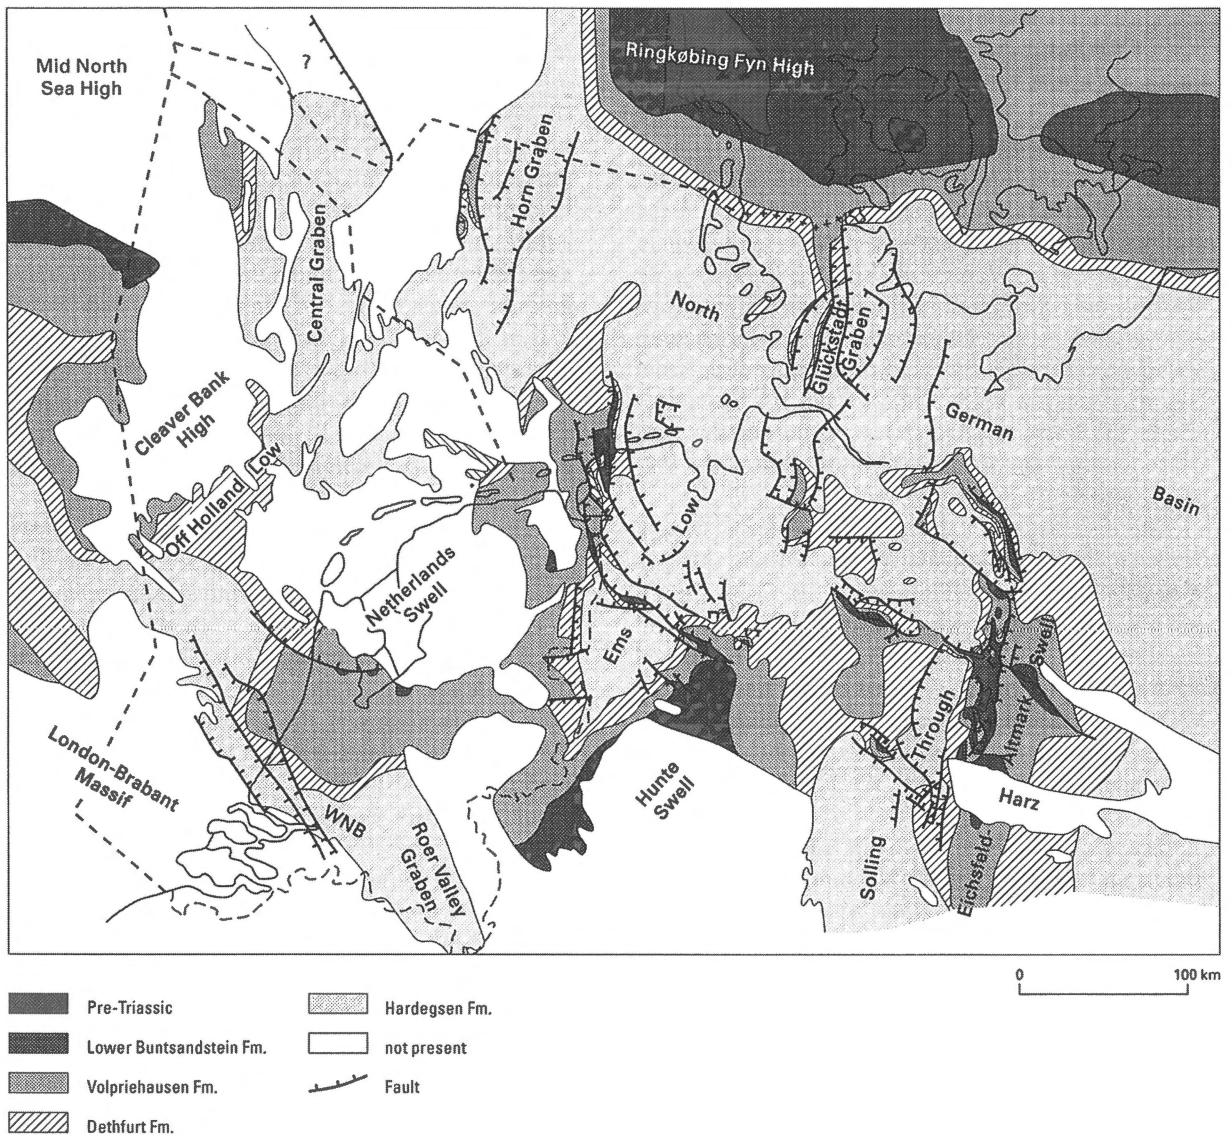 Mid North
Sea High
?
Ringkøbing Fyn High
Horn Graben
Central Graben
North
Glückstadt
Graben
Cleaver Bank
High
German
Off Holland Low
Basin
Low
Netherlands
Swell
Ems
Swell
Altmark
Through
London-Brabant
Massif
Hunte
Swell
Harz
WNB
Roer Valley
Graben
Solling
Eichsfeld
0 100 km
Pre-Triassic
Hardegsen Fm.
Lower Buntsandstein Fm.
not present
Volpriehausen Fm.
Fault
Dethfurt Fm.